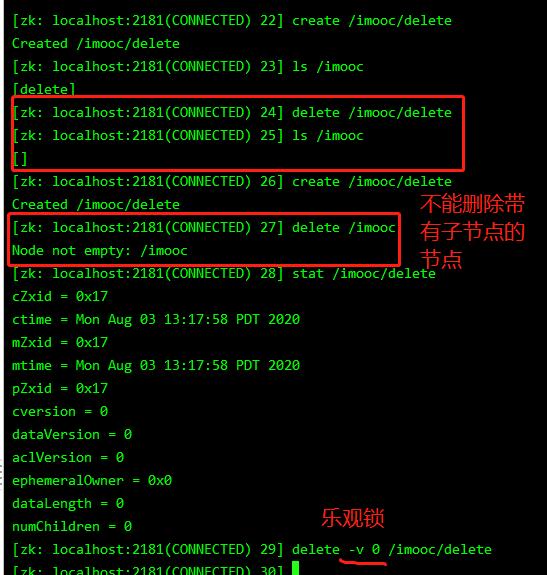 [zk: localhost:2181(CONNECTED) 22] create /imooc/delete
Created /imooc/delete
[zk: localhost:2181(CONNECTED) 23] ls /imooc
[delete]
[zk: localhost:2181(CONNECTED) 24] delete /imooc/delete
[zk: localhost:2181(CONNECTED) 25] ls /imooc
[]
[zk: localhost:2181(CONNECTED) 26] create /imooc/delete
Created /imooc/delete
[zk: localhost:2181(CONNECTED) 27] delete /imooc
Node not empty: /imooc
不能删除带
有子节点的
节点
[zk: localhost:2181(CONNECTED) 28] stat /imooc/delete
cZxid = 0x17
ctime = Mon Aug 03 13:17:58 PDT 2020
mZxid = 0x17
mtime = Mon Aug 03 13:17:58 PDT 2020
pZxid = 0x17
cversion = 0
dataVersion = 0
aclVersion = 0
ephemeralOwner = 0x0
dataLength = 0
numChildren = 0
乐观锁
[zk: localhost:2181(CONNECTED) 29] delete -v 0 /imooc/delete
[zk: localhost:2181(CONNECTED) 30]